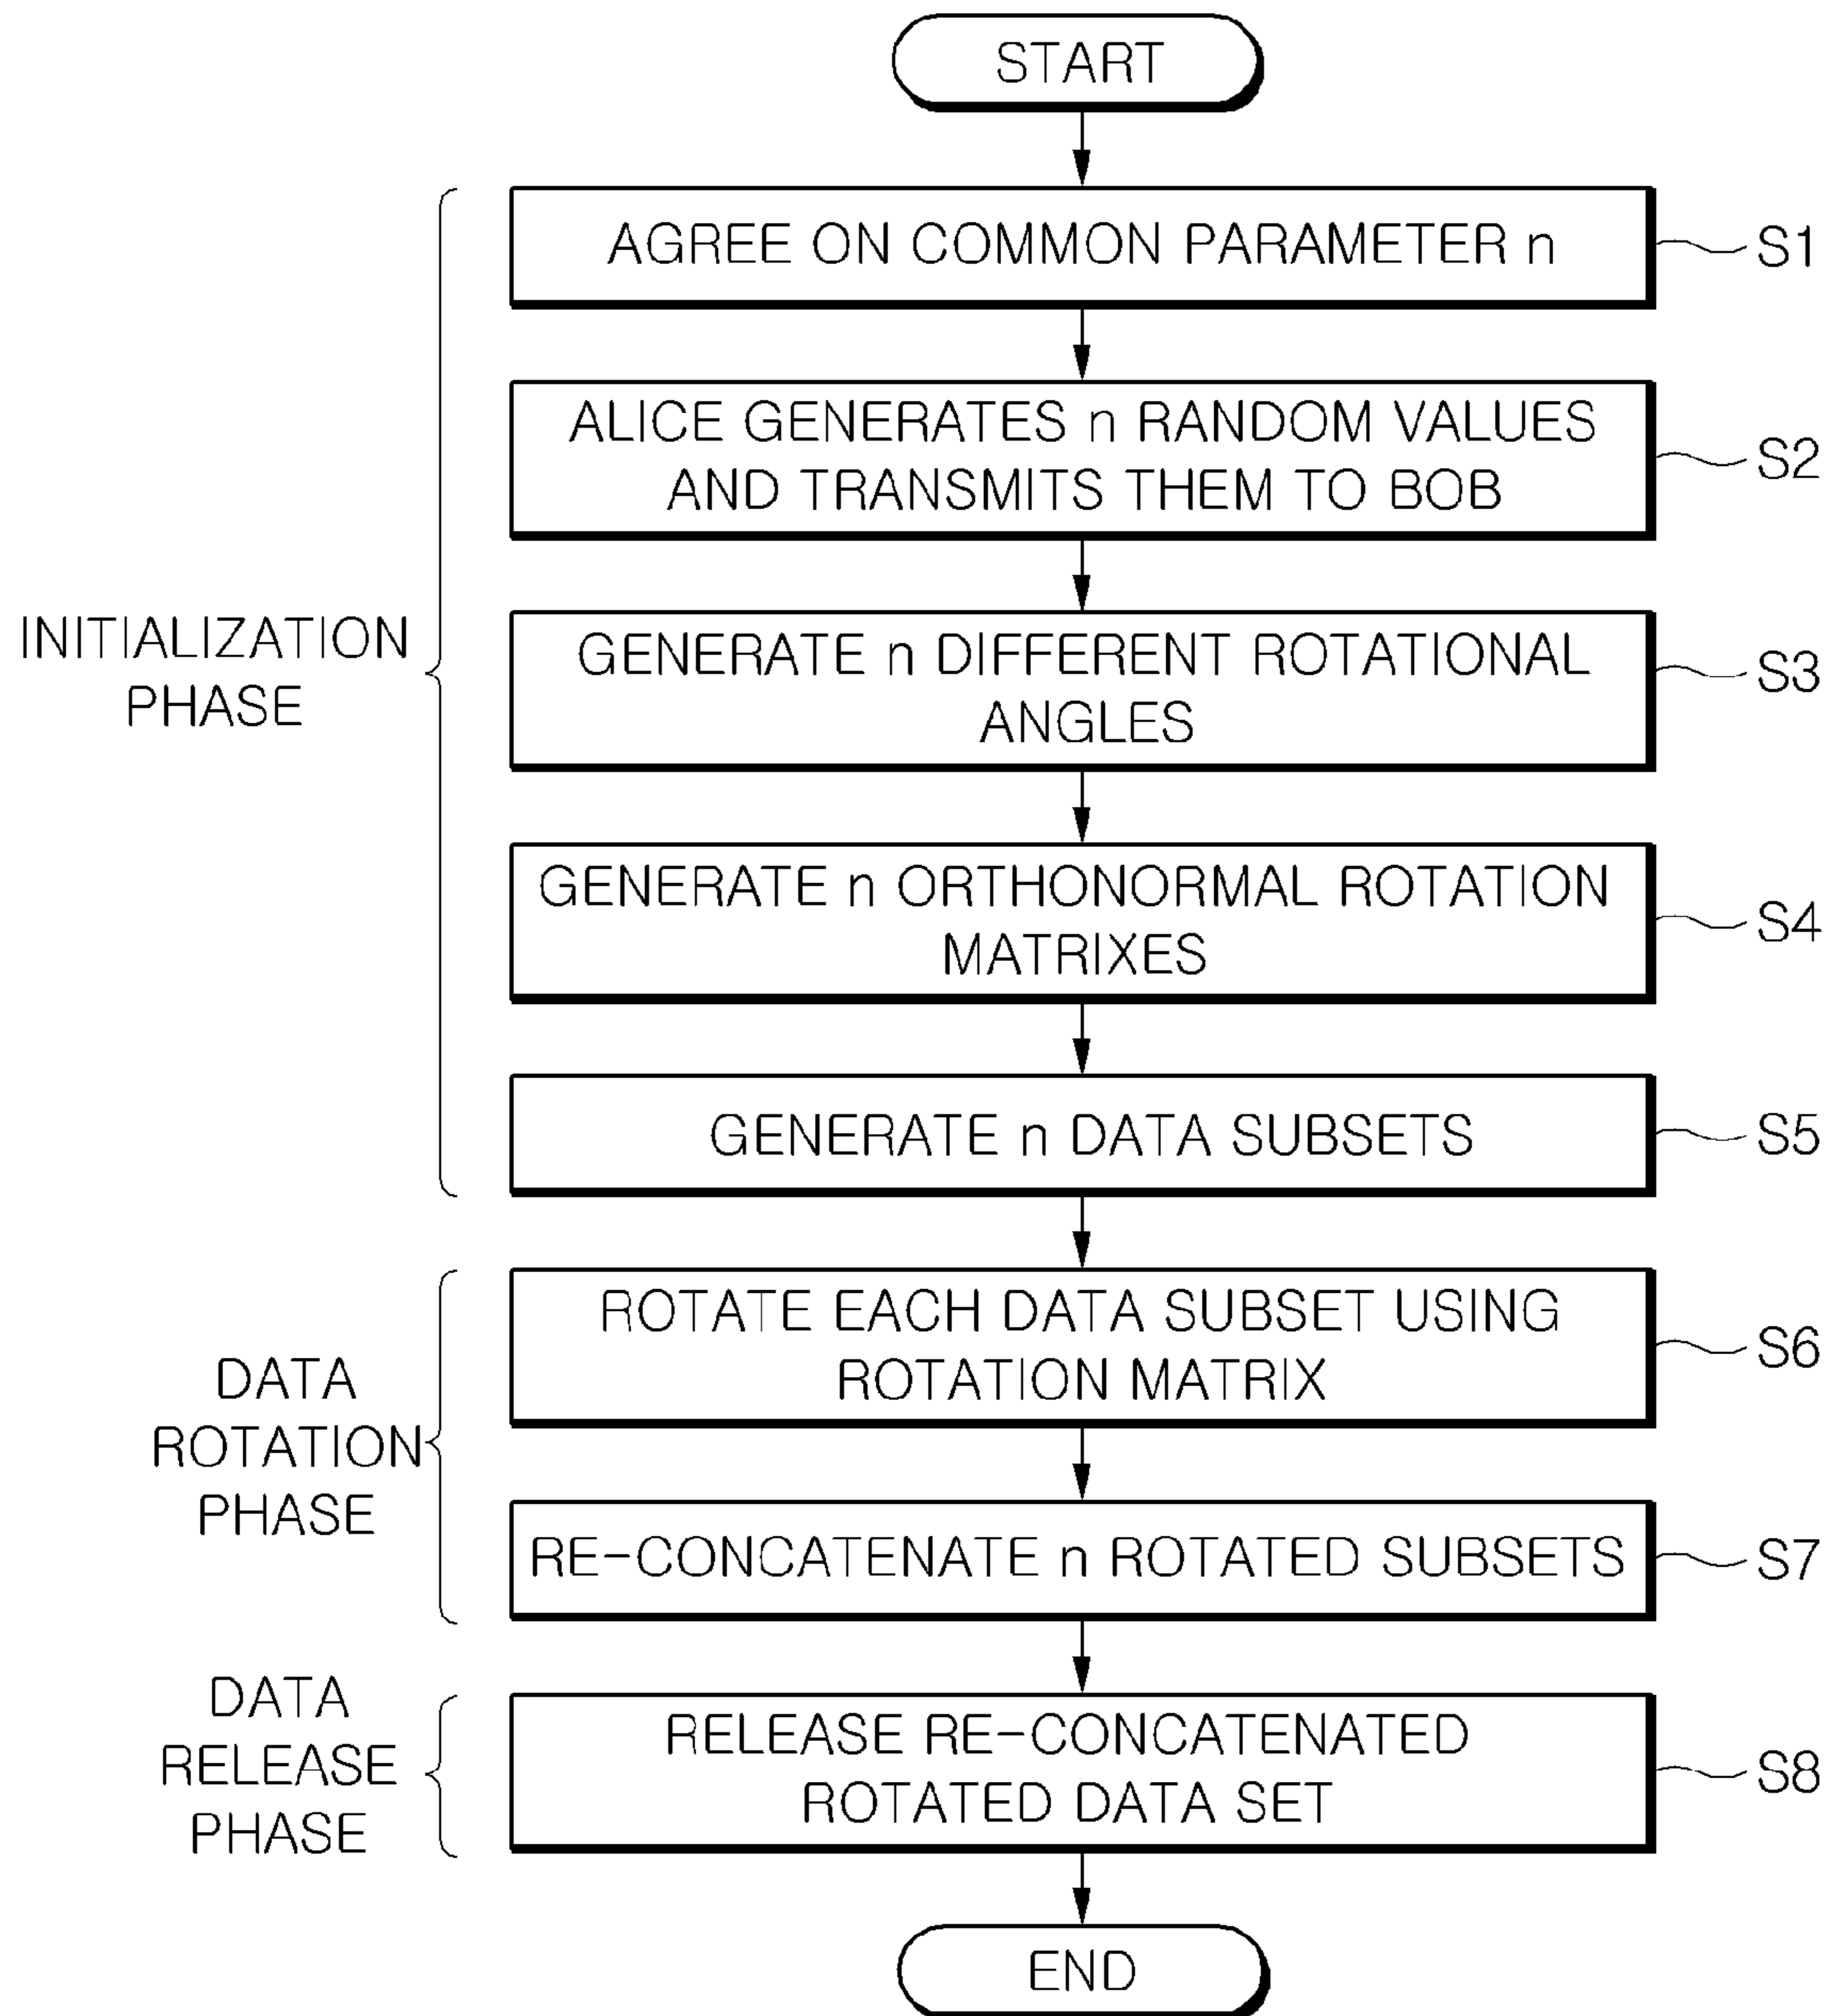 START
AGREE ON COMMON PARAMETER n
S1
ALICE GENERATES n RANDOM VALUES
AND TRANSMITS THEM TO BOB
S2
INITIALIZATION
PHASE
GENERATE n DIFFERENT ROTATIONAL
ANGLES
S3
GENERATE n ORTHONORMAL ROTATION
MATRIXES
S4
GENERATE n DATA SUBSETS
S5
DATA
ROTATION
PHASE
ROTATE EACH DATA SUBSET USING
ROTATION MATRIX
S6
RE-CONCATENATE n ROTATED SUBSETS
S7
DATA
RELEASE
PHASE
RELEASE RE-CONCATENATED
ROTATED DATA SET
S8
END